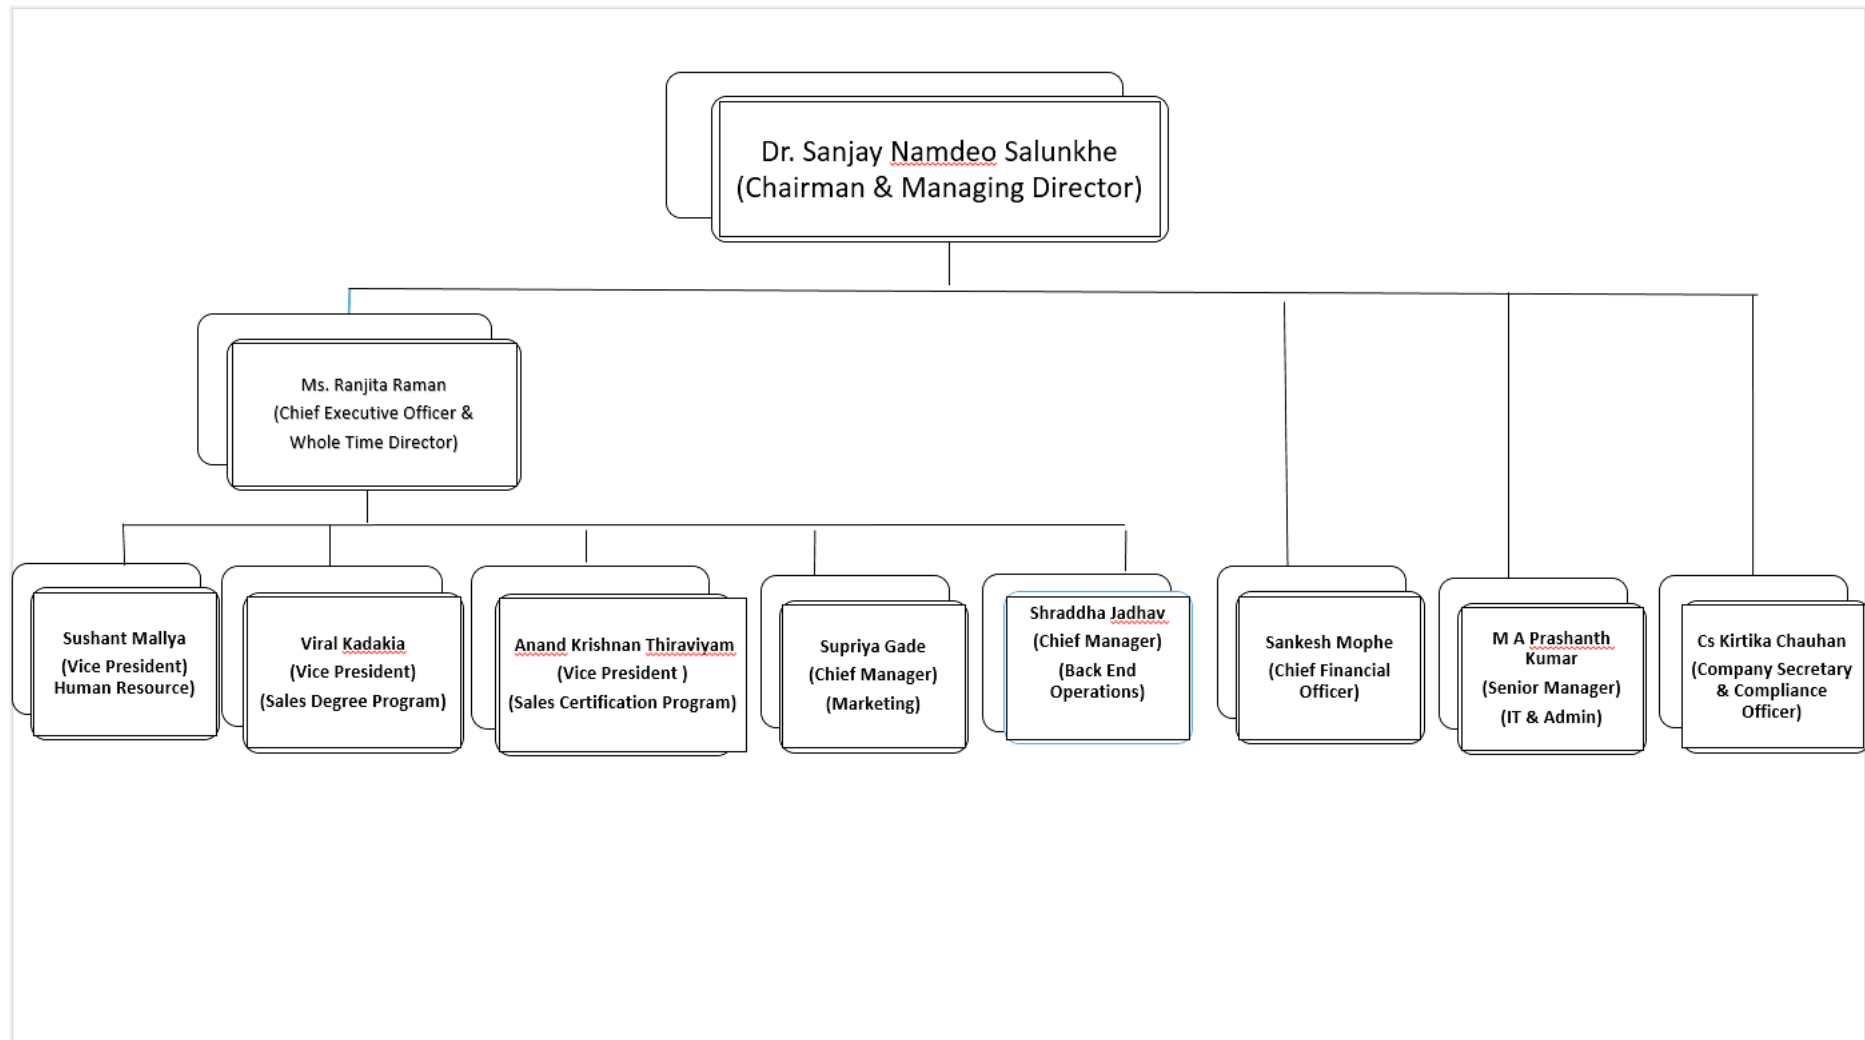 Dr. Sanjay Namdeo Salunkhe
(Chairman & Managing Director)
Ms. Ranjita Raman
(Chief Executive Officer &
Whole Time Director)
Sushant Mallya
(Vice President)
Human Resource)
Viral Kadakia
(Vice President)
(Sales Degree Program)
Anand Krishnan Thiraviyam
(Vice President )
(Sales Certification Program)
Supriya Gade
(Chief Manager)
(Marketing)
Shraddha Jadhav
(Chief Manager)
(Back End
Operations)
Sankesh Mophe
(Chief Financial
Officer)
M A Prashanth
Kumar
(Senior Manager)
(IT & Admin)
Cs Kirtika Chauhan
(Company Secretary
& Compliance
Officer)